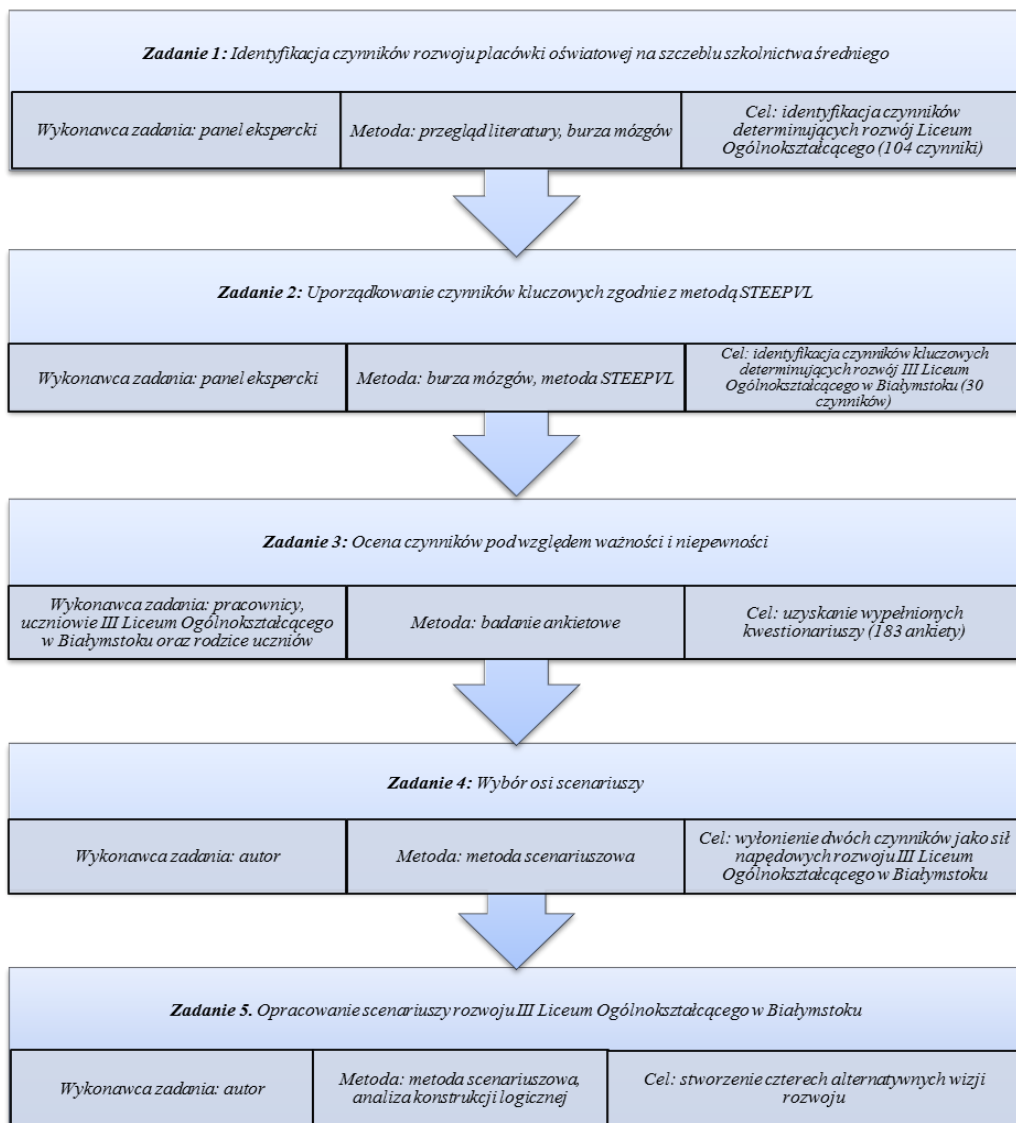 Zadanie 1: Identyfikacja czynników rozwoju placówki oświatowej na szczeblu szkolnictwa średniego
Wykonawca zadania: panel ekspercki
Metoda: przegląd literatury, burza mózgów
Cel: identyfikacja czynników
determinujących rozwój Liceum
Ogólnokształcącego (104 czynniki)
Zadanie 2: Uporządkowanie czynników kluczowych zgodnie z metodą STEEPVL
Wykonawca zadania: panel ekspercki
Metoda: burza mózgów, metoda STEEPVL
Cel: identyfikacja czynników kluczowych
determinujących rozwój III Liceum
Ogólnokształcącego w Białymstoku (30
czynników)
Zadanie 3: Ocena czynników pod względem ważności i niepewności
Wykonawca zadania: pracownicy,
uczniowie III Liceum Ogólnokształcącego
w Białymstoku oraz rodzice uczniów
Metoda: badanie ankietowe
Cel: uzyskanie wypełnionych
kwestionariuszy (183 ankiety)
Zadanie 4: Wybór osi scenariuszy
Wykonawca zadania: autor
Metoda: metoda scenariuszowa
Cel: wyłonienie dwóch czynników jako sił
napędowych rozwoju III Liceum
Ogólnokształcącego w Białymstoku
Zadanie 5. Opracowanie scenariuszy rozwoju III Liceum Ogólnokształcącego w Białymstoku
Wykonawca zadania: autor
Metoda: metoda scenariuszowa,
analiza konstrukcji logicznej
Cel: stworzenie czterech alternatywnych wizji
rozwoju